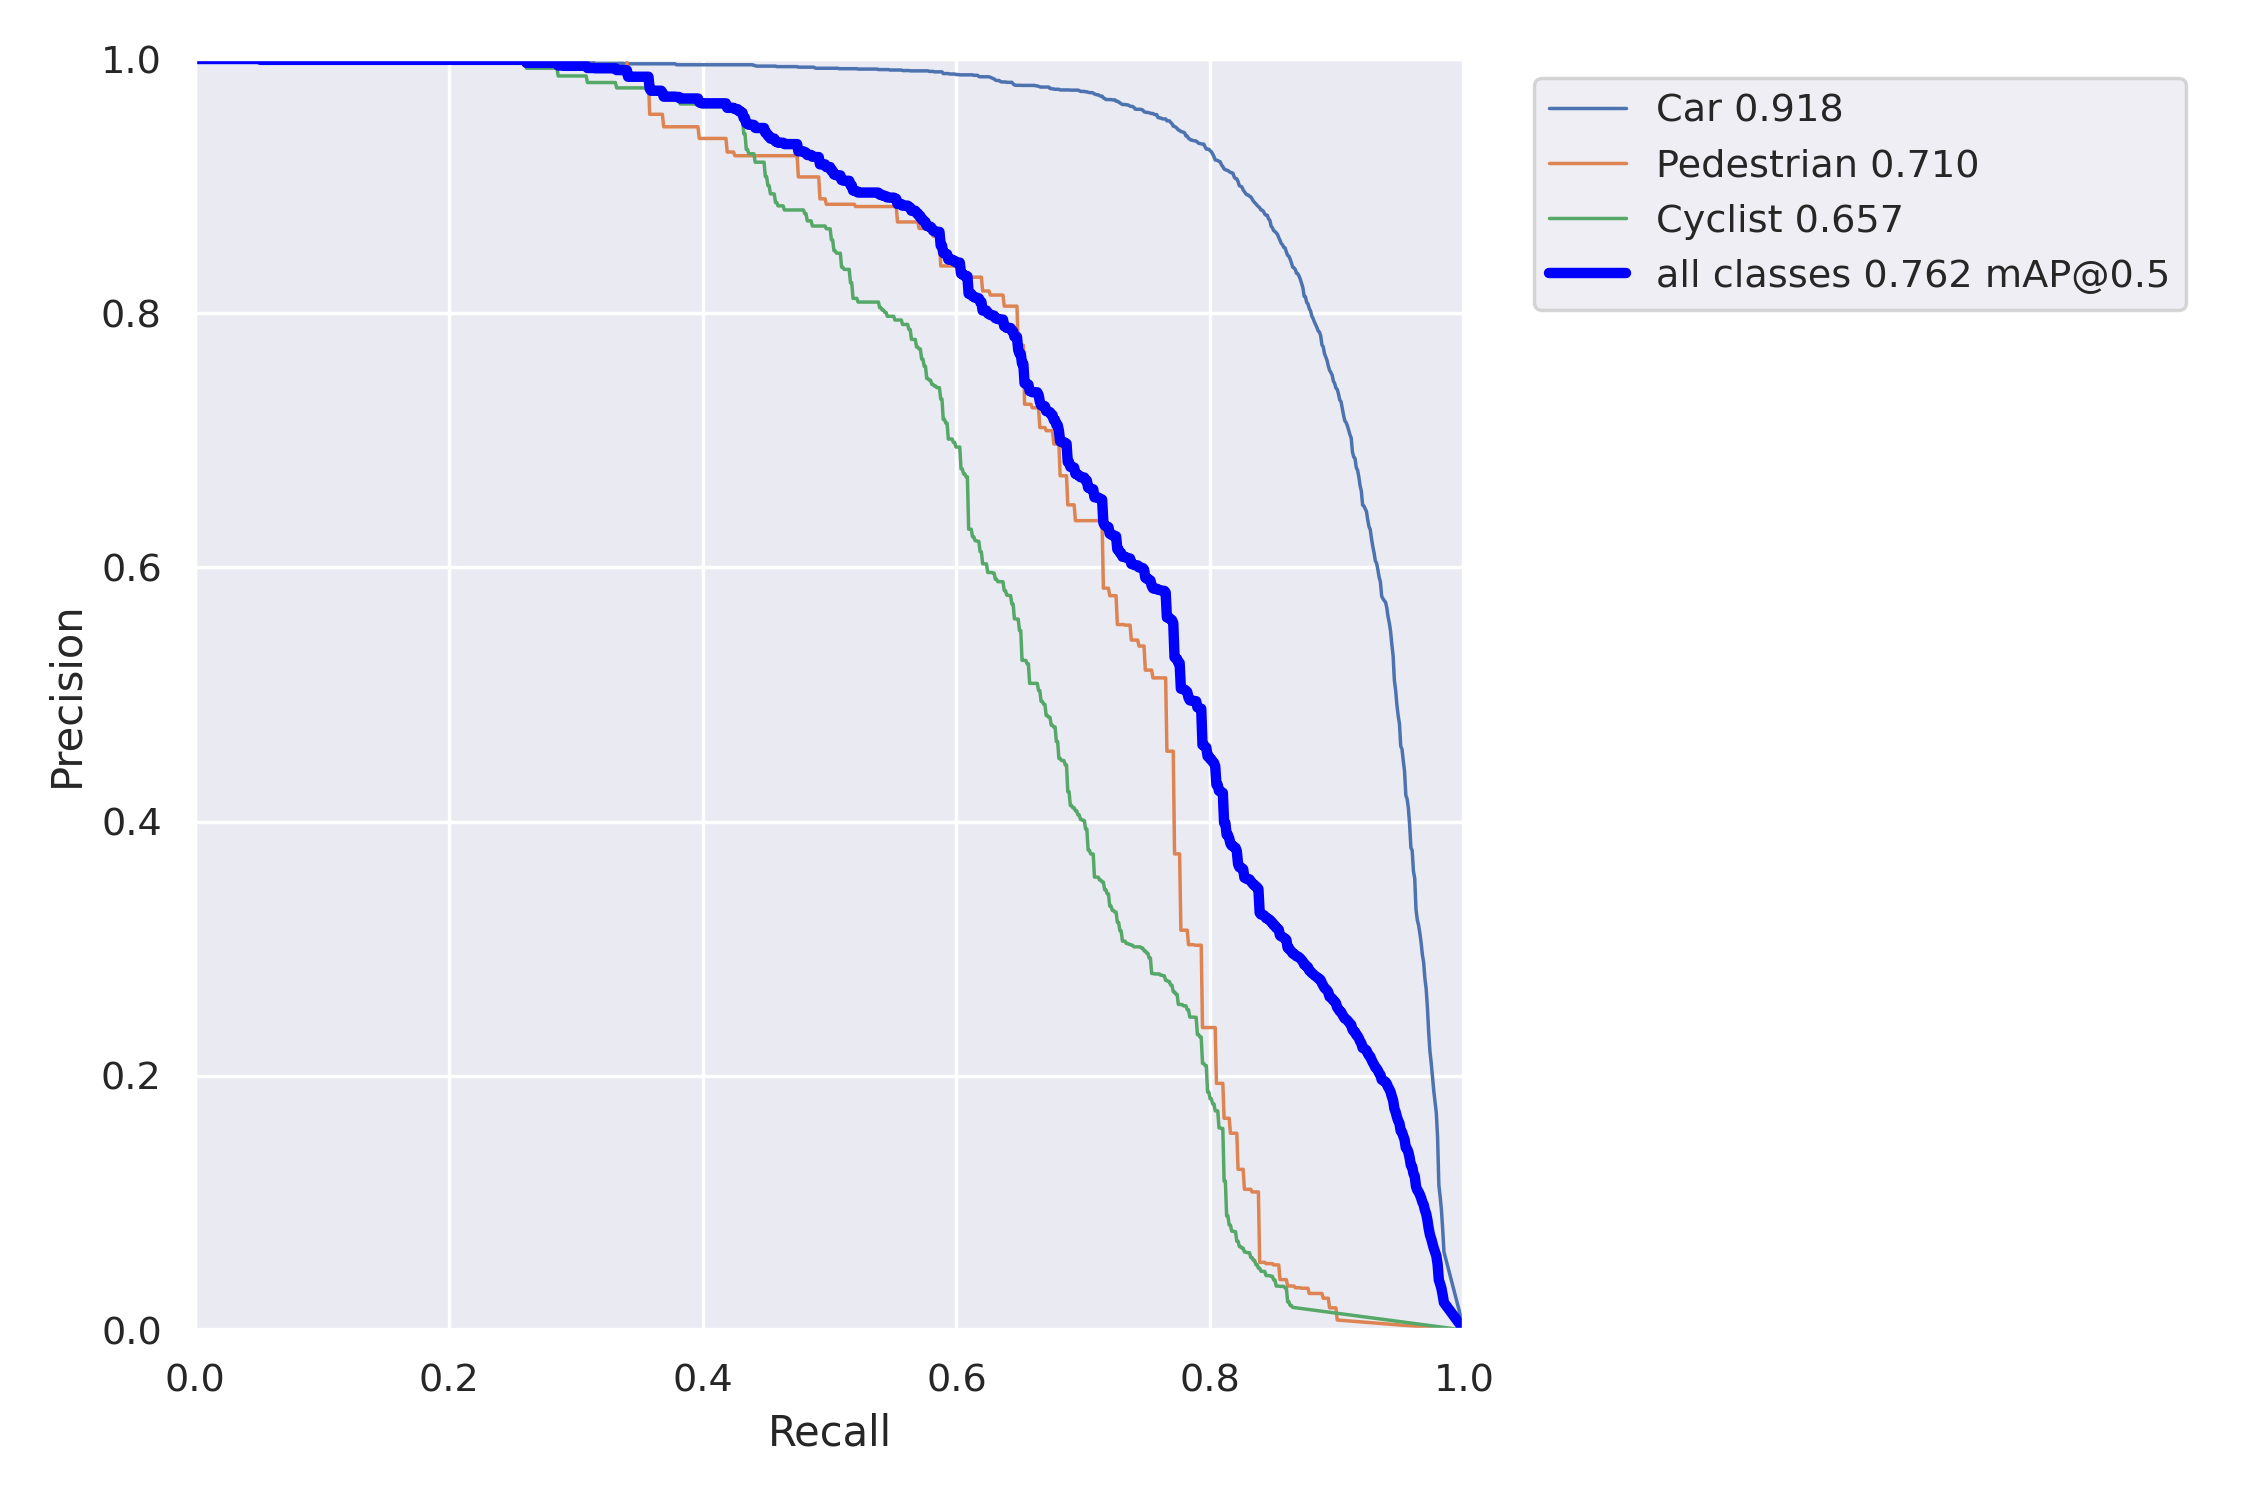 1.0
0.8
0.6
0.4
0.2
0.0
Precision
0.0 0.2 0.4 0.6 0.8 1.0
Recall
Car 0.918
Pedestrian 0.710
Cyclist 0.657
all classes 0.762 mAP@0.5